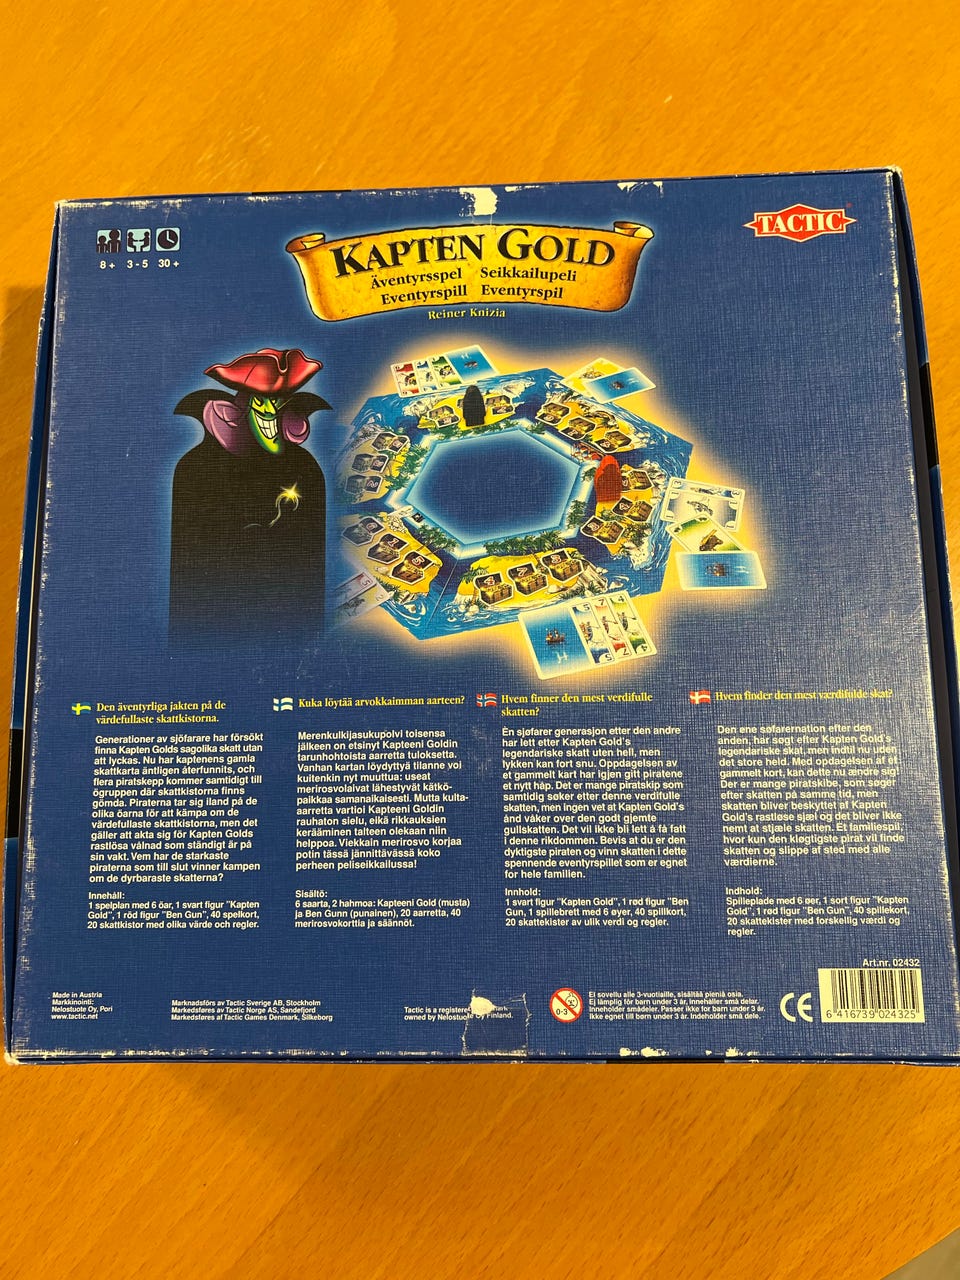 TACTIC
8+ 3-5 30+
KAPTEN GOLD
Äventyrsspel Seikkailupeli
Eventyrspill Eventyrspil
Reiner Knizia
Den äventyrliga jakten på de
värdefullaste skattkistorna.
Generationer av sjöfarare har försökt
finna Kapten Golds sagolika skatt utan
att lyckas. Nu har kaptenens gamla
skattkarta äntligen återfunnits, och
flera piratskepp kommer samtidigt till
ögruppen där skattkistorna finns
gömda. Piraterna tar sig iland på de
olika öarna för att kämpa om de
värdefullaste skattkistorna, men det
gäller att akta sig för Kapten Golds
rastlösa vålnad som ständigt är på
sin vakt. Vem har de starkaste
piraterna som till slut vinner kampen
om de dyrbaraste skatterna?
Innehåll:
1 spelplan med 6 öar, 1 svart figur "Kapten
Gold", 1 röd figur "Ben Gun", 40 spelkort,
20 skattkistor med olika värde och regler.
Kuka löytää arvokkaimman aarteen?
Merenkulkijasukupolvi toisensa
jälkeen on etsinyt Kapteeni Goldin
tarunhohtoista aarretta tuloksetta.
Vanhan kartan löydyttyä tilanne voi
kuitenkin nyt muuttua: useat
merirosvolaivat lähestyvät kätkö-
paikkaa samanaikaisesti. Mutta kulta-
aarretta vartioi Kapteeni Goldin
rauhaton sielu, eikä rikkauksien
kerääminen talteen olekaan niin
helppoa. Viekkain merirosvo korjaa
potin tässä jännittävässä koko
perheen peliseikkailussa!
Sisältö:
6 saarta, 2 hahmoa: Kapteeni Gold (musta)
ja Ben Gunn (punainen), 20 aarretta, 40
merirosvokorttia ja säännöt.
Hvem finner den mest verdifulle
skatten?
Èn sjøfarer generasjon etter den andre
har lett etter Kapten Gold's
legendariske skatt uten hell, men
lykken kan fort snu. Oppdagelsen av
et gammelt kart har igjen gitt piratene
et nytt håp. Det er mange piratskip som
samtidig søker etter denne verdifulle
skatten, men ingen vet at Kapten Gold's
ånd våker over den godt gjemte
gullskatten. Det vil ikke bli lett å få fatt
i denne rikdommen. Bevis at du er den
dyktigste piraten og vinn skatten i dette
spennende eventyrspillet som er egnet
for hele familien.
Innhold:
1 svart figur "Kapten Gold", 1 rød figur "Ben
Gun, 1 spillebrett med 6 øyer, 40 spillkort,
20 skattekister av ulik verdi og regler.
Hvem finder den mest værdifulde skat?
Den ene søfarernation efter den
anden, har søgt efter Kapten Gold's
legendariske skat, men indtil nu uden
det store held. Med opdagelsen af et
gammelt kort, kan dette nu ændre sig!
Der er mange piratskibe, som søger
efter skatten på samme tid, men
skatten bliver beskyttet af Kapten
Gold's rastløse sjæl og det bliver ikke
nemt at stjæle skatten. Et familiespil,
hvor kun den klogtigste pirat vil finde
skatten og slippe af sted med alle
værdierne.
Indhold:
Spilleplade med 6 øer, 1 sort figur "Kapten
Gold", 1 rød figur "Ben Gun", 40 spillekort,
20 skattekister med forskellig værdi og
regler.
Made in Austria
Markkinointi:
Nelostuote Oy, Pori
www.tactic.net
Marknadsförs av Tactic Sverige AB, Stockholm
Markedsføres av Tactic Norge AS, Sandefjord
Markedsføres af Tactic Games Denmark, Silkeborg
Tactic is a registered
owned by Nelostuote Oy Finland.
0-3
Ei sovellu alle 3-vuotiaille, sisältää pieniä osia.
Ej lämplig för barn under 3 år, innehåller små delar.
Inneholder smådeler. Passer ikke for barn under 3 år.
Ikke egnet til børn under 3 år. Indeholder små dele.
CE
Art.nr. 02432
6 416739 024325